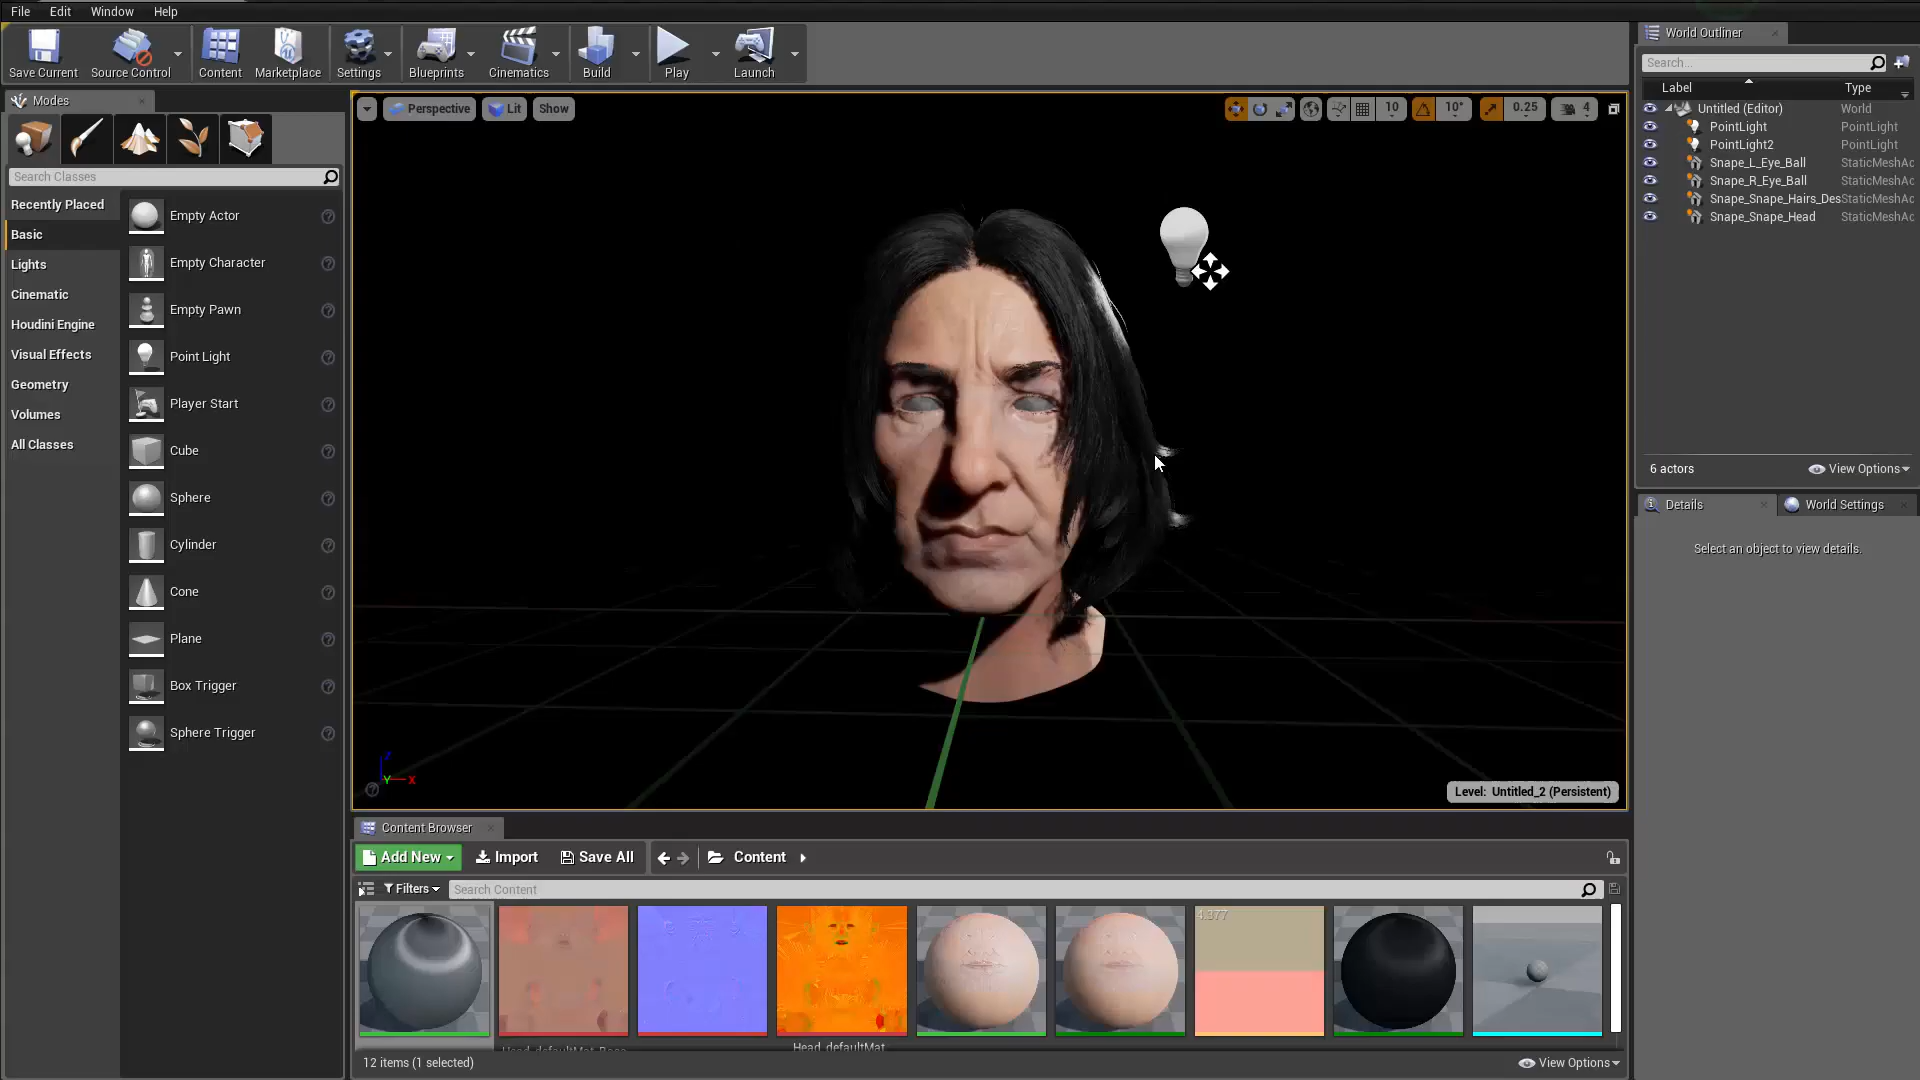 File Edit Window Help
Save Current Source Control Content Marketplace Settings Blueprints Cinematics Build Play Launch
Modes
Search Classes
Recently Placed
Basic
Lights
Cinematic
Houdini Engine
Visual Effects
Geometry
Volumes
All Classes
Empty Actor
Empty Character
Empty Pawn
Point Light
Player Start
Cube
Sphere
Cylinder
Cone
Plane
Box Trigger
Sphere Trigger
Perspective Lit Show
10 10° 0.25 4
Z
Y X
Level: Untitled_2 (Persistent)
Content Browser
Add New Import Save All Content
Filters Search Content
4.377
Head_defaultMat_Base
Head_defaultMat
12 items (1 selected) View Options
World Outliner
Search...
Label Type
Untitled (Editor) World
PointLight PointLight
PointLight2 PointLight
Snape_L_Eye_Ball StaticMeshAc
Snape_R_Eye_Ball StaticMeshAc
Snape_Snape_Hairs_Des StaticMeshAc
Snape_Snape_Head StaticMeshAc
6 actors View Options
Details World Settings
Select an object to view details.